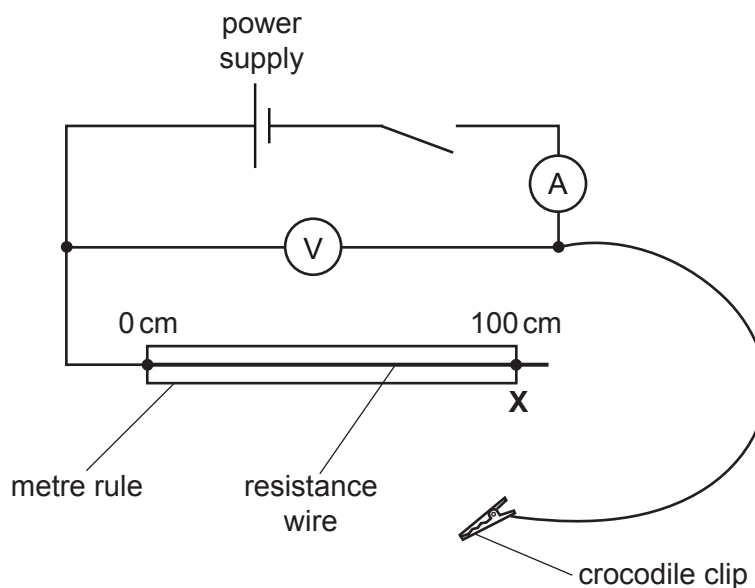 power
supply
A
V
0 cm
100 cm
X
metre rule
resistance
wire
crocodile clip